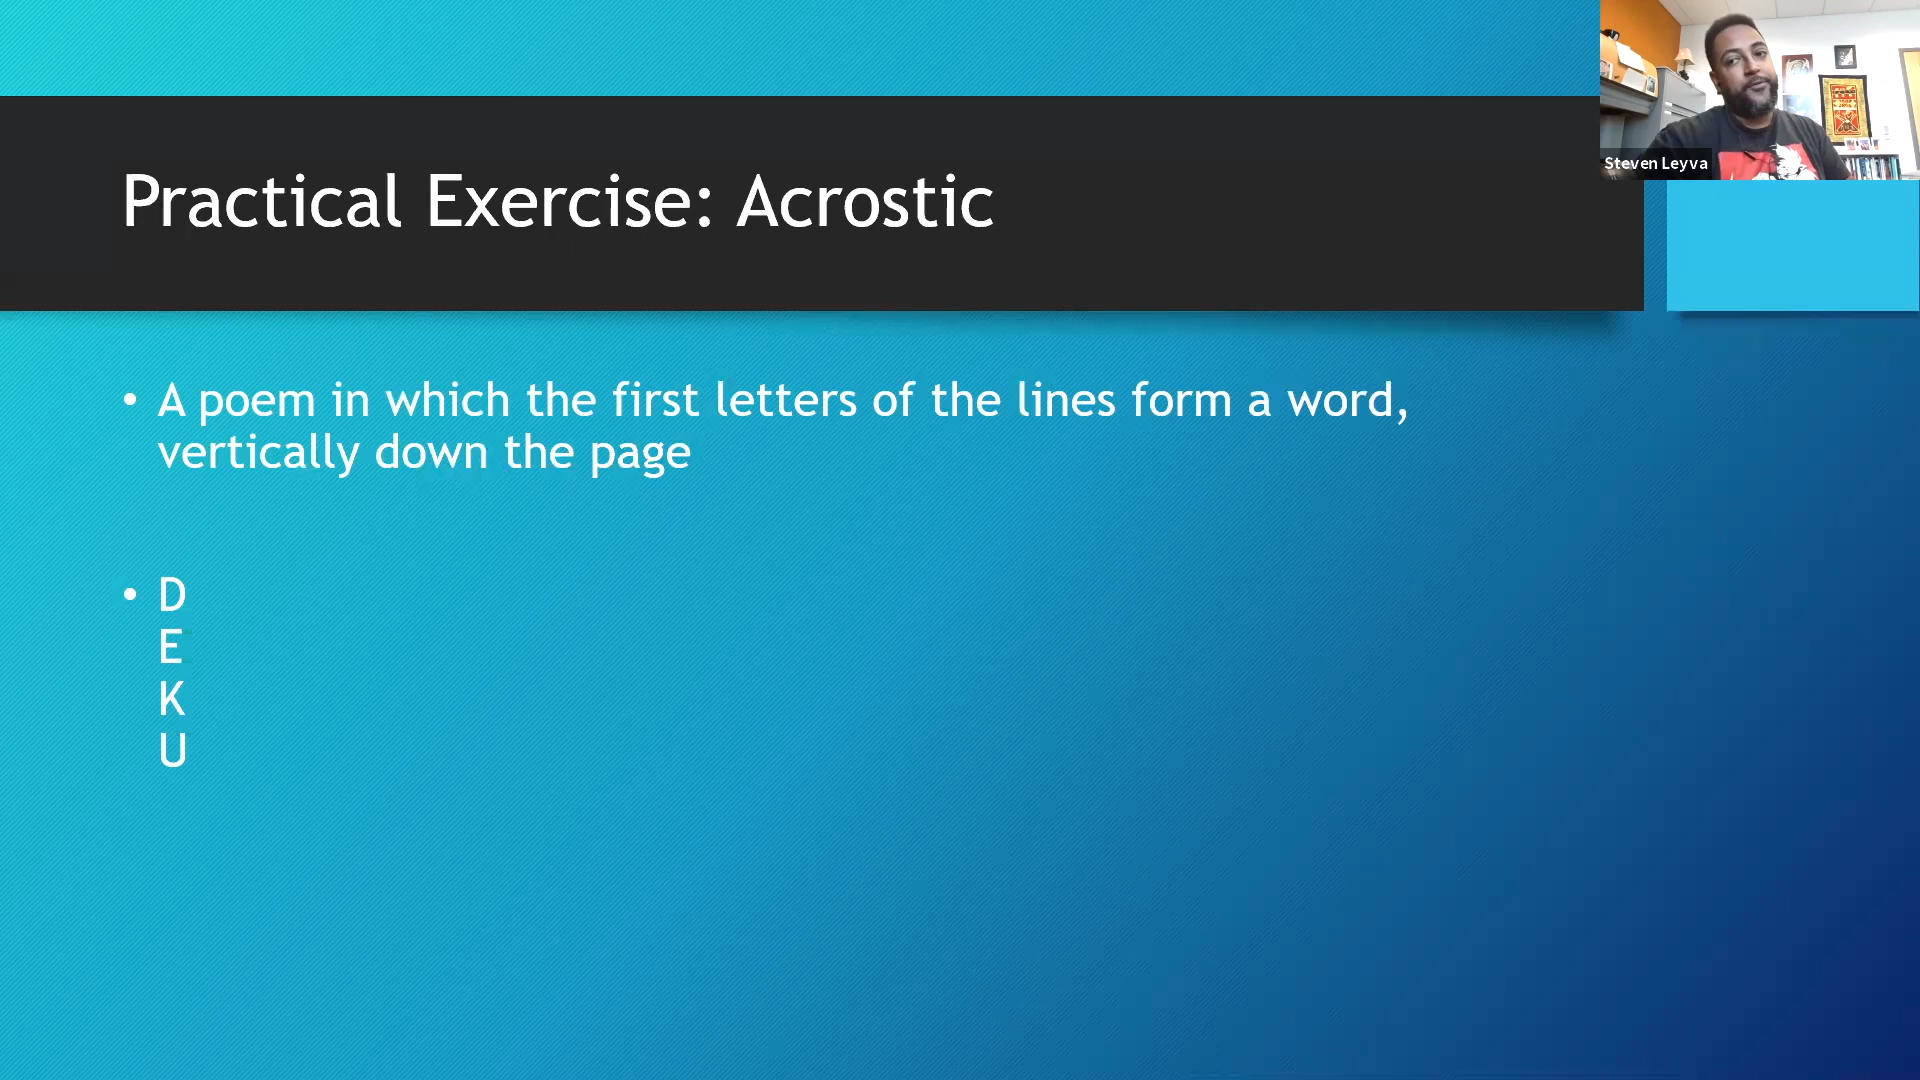 Practical Exercise: Acrostic
Steven Leyva
• A poem in which the first letters of the lines form a word,
vertically down the page
• D
E
K
U